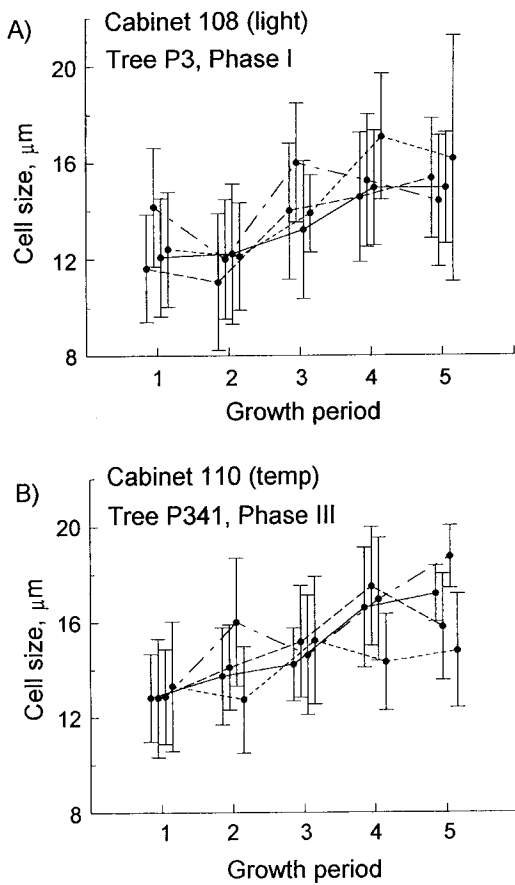 A)
Cabinet 108 (light)
Tree P3, Phase I
20
16
12
8
Cell size, μm
1 2 3 4 5
Growth period
B)
Cabinet 110 (temp)
Tree P341, Phase III
20
16
12
8
Cell size, μm
1 2 3 4 5
Growth period